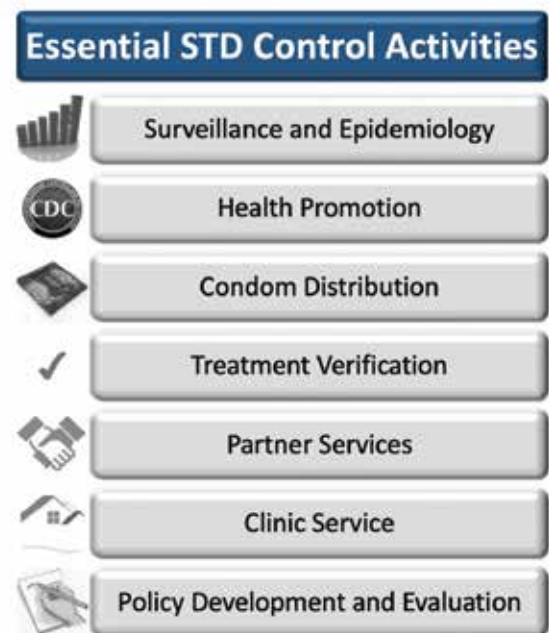 Essential STD Control Activities
Surveillance and Epidemiology
CDC
Health Promotion
Condom Distribution
Treatment Verification
Partner Services
Clinic Service
Policy Development and Evaluation